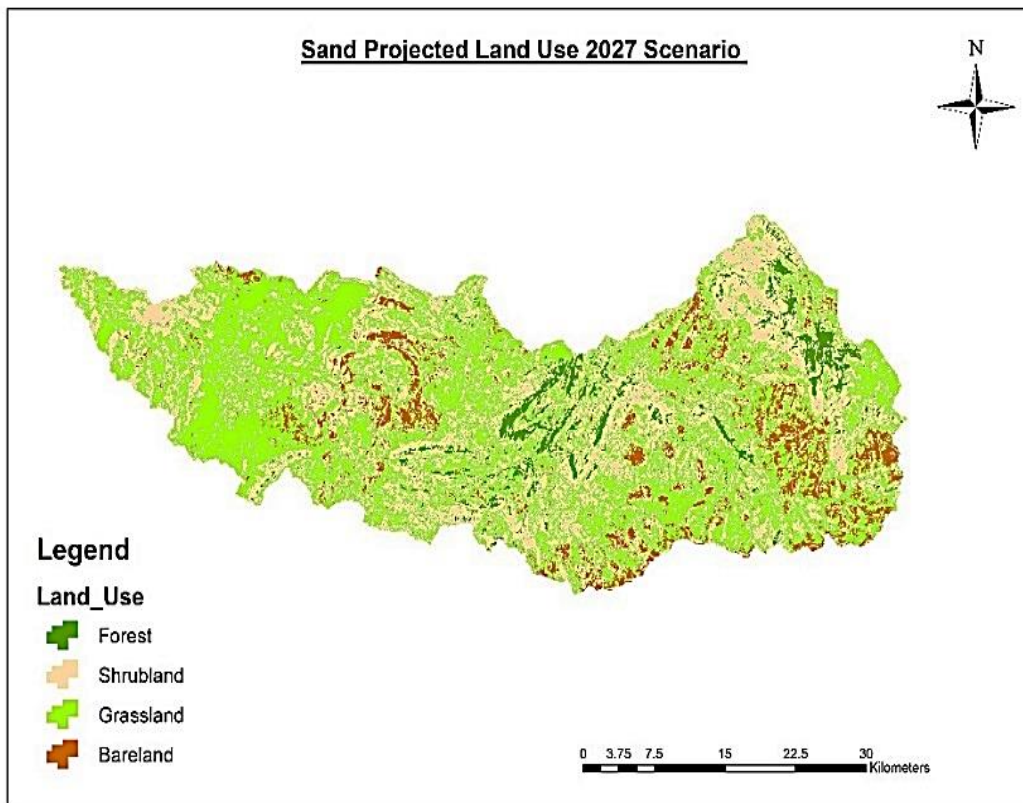 Sand Projected Land Use 2027 Scenario
N
Legend
Land_Use
Forest
Shrubland
Grassland
Bareland
0 3.75 7.5 15 22.5 30
Kilometers